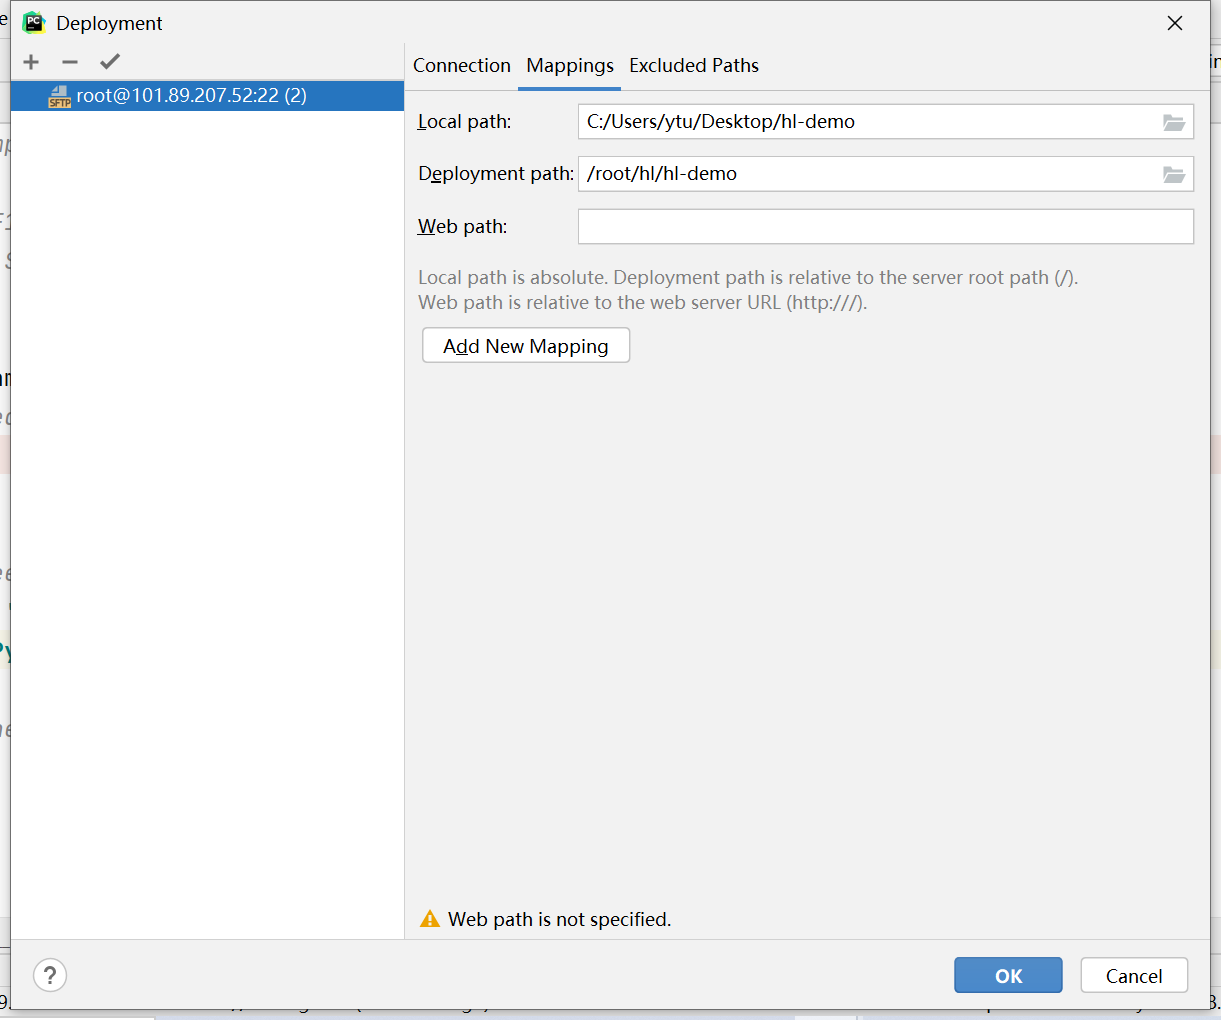 Deployment
Connection Mappings Excluded Paths
SFTP root@101.89.207.52:22 (2)
Local path: C:/Users/ytu/Desktop/hl-demo
Deployment path: /root/hl/hl-demo
Web path:
Local path is absolute. Deployment path is relative to the server root path (/).
Web path is relative to the web server URL (http:///).
Add New Mapping
Web path is not specified.
? OK Cancel